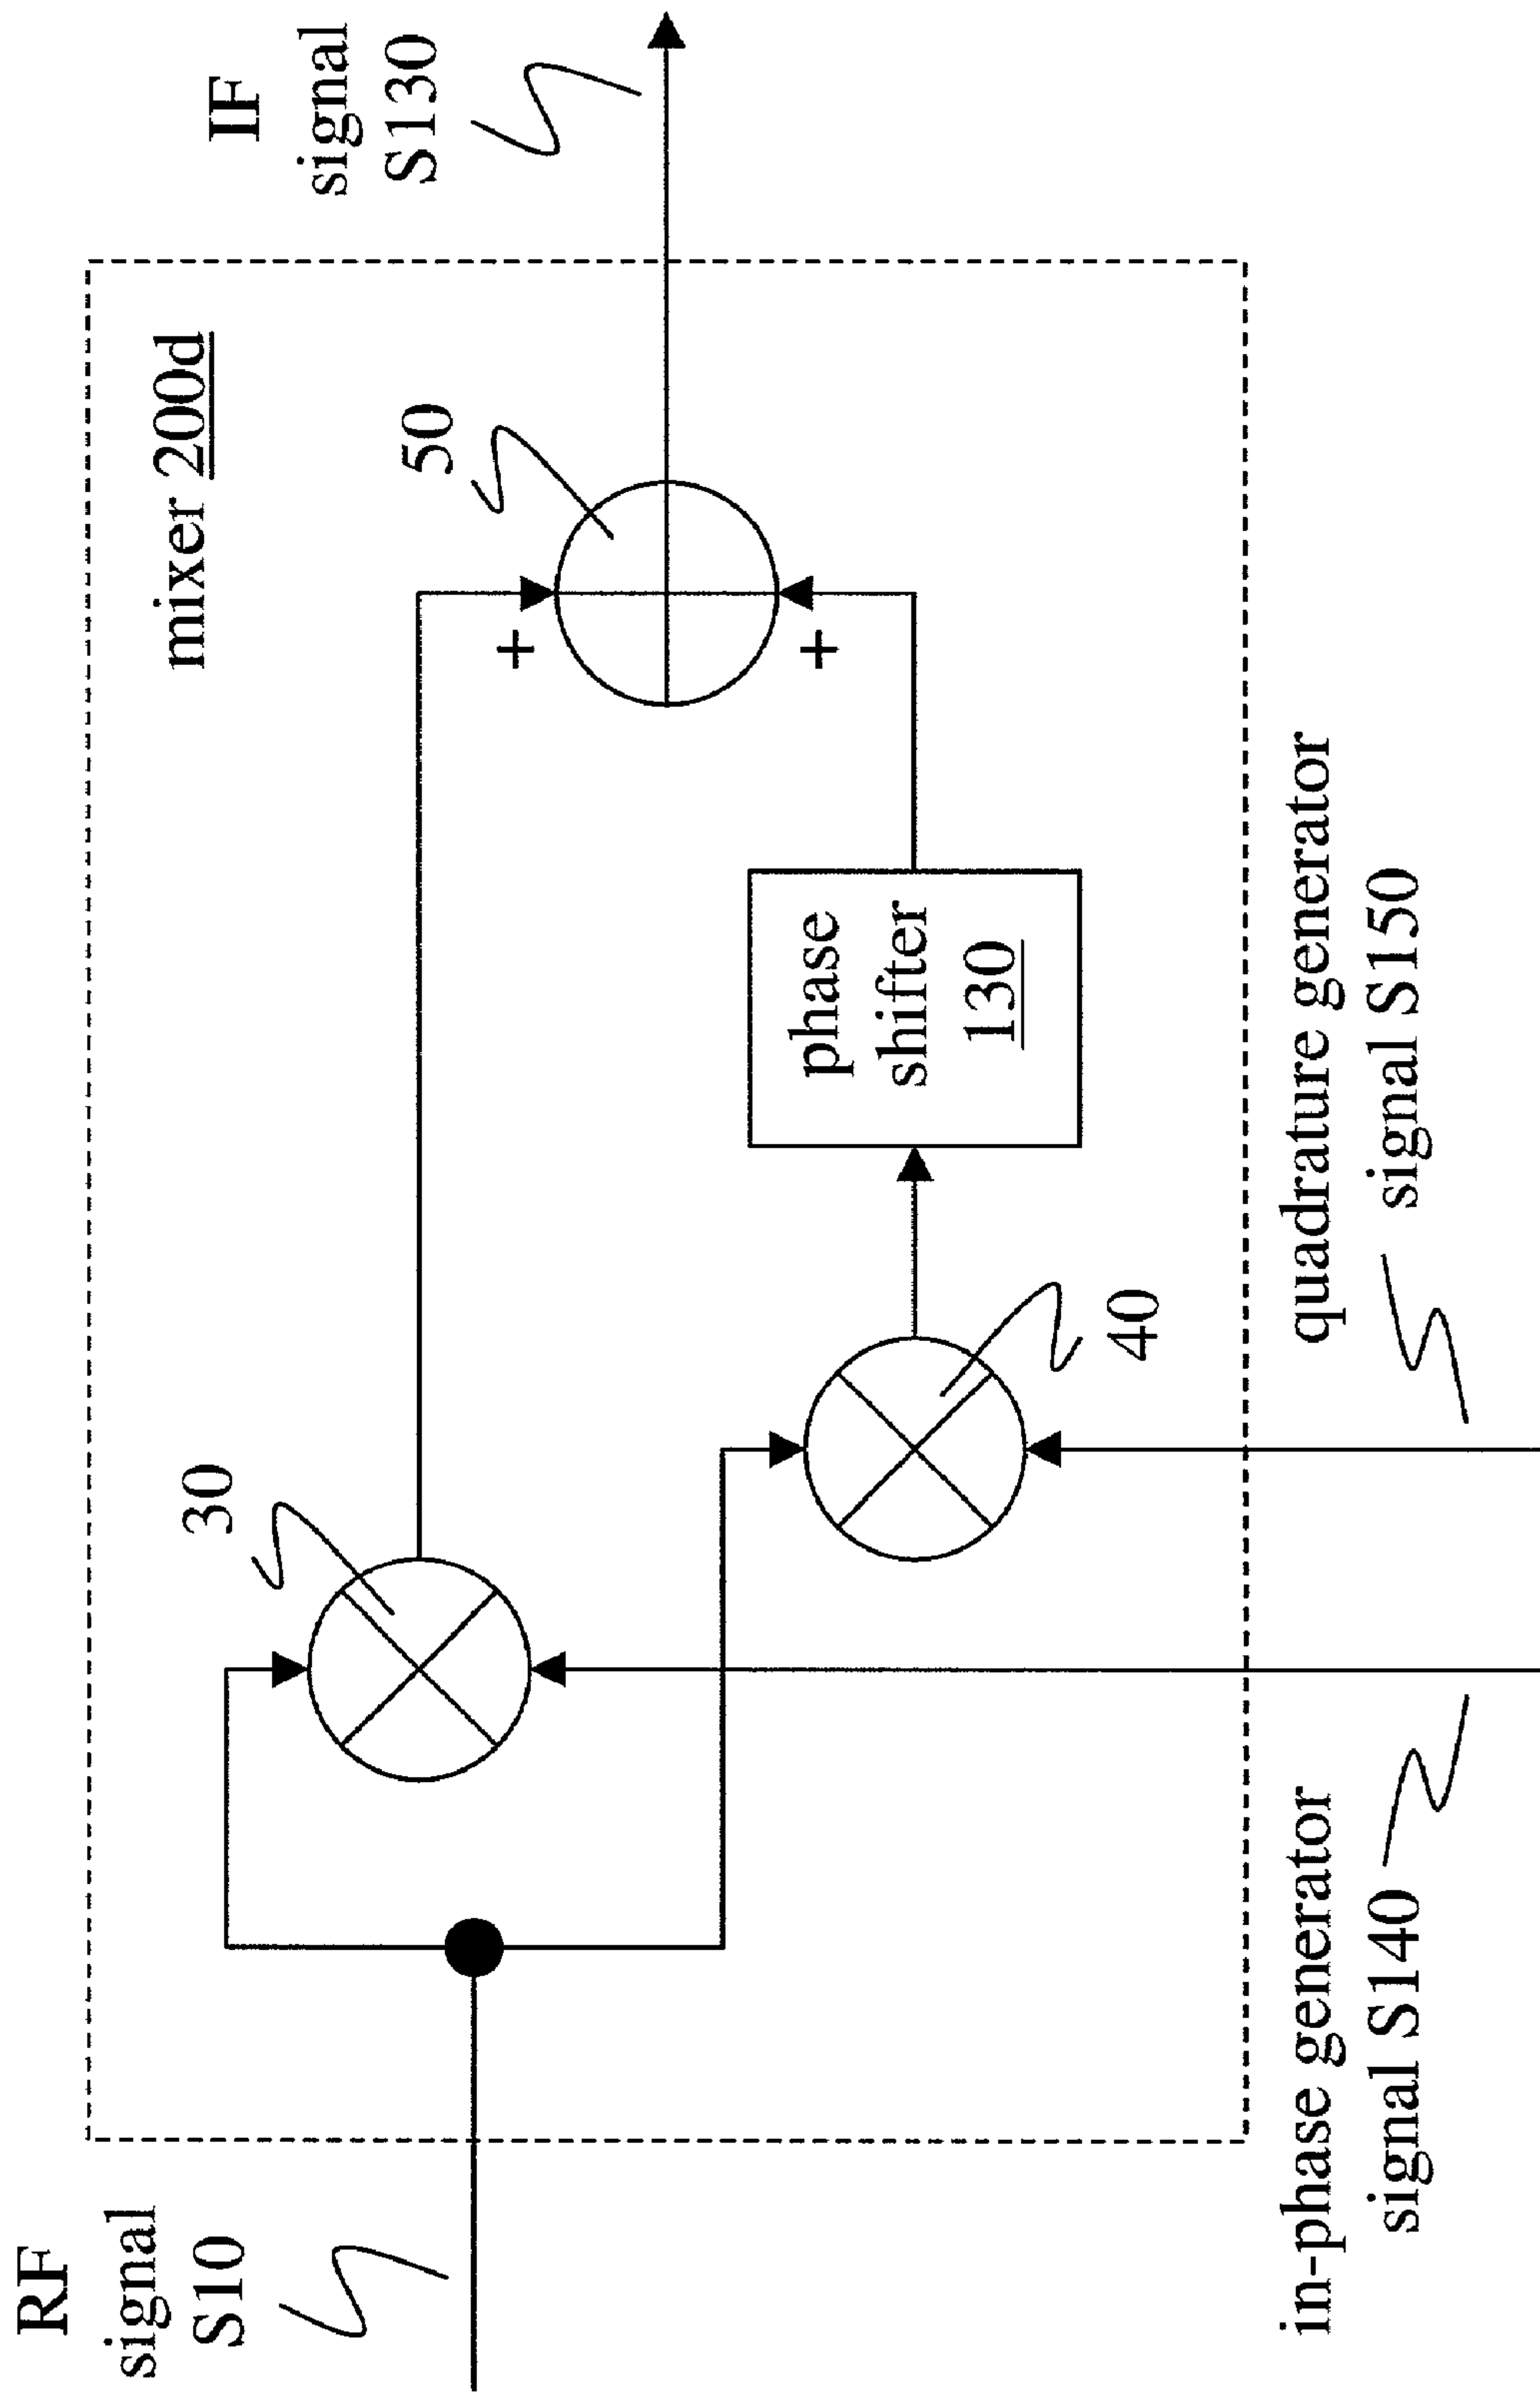 RF
signal
S10
IF
signal
S130
mixer 200d
30
50
+
+
40
phase
shifter
130
in-phase generator
signal S140
quadrature generator
signal S150